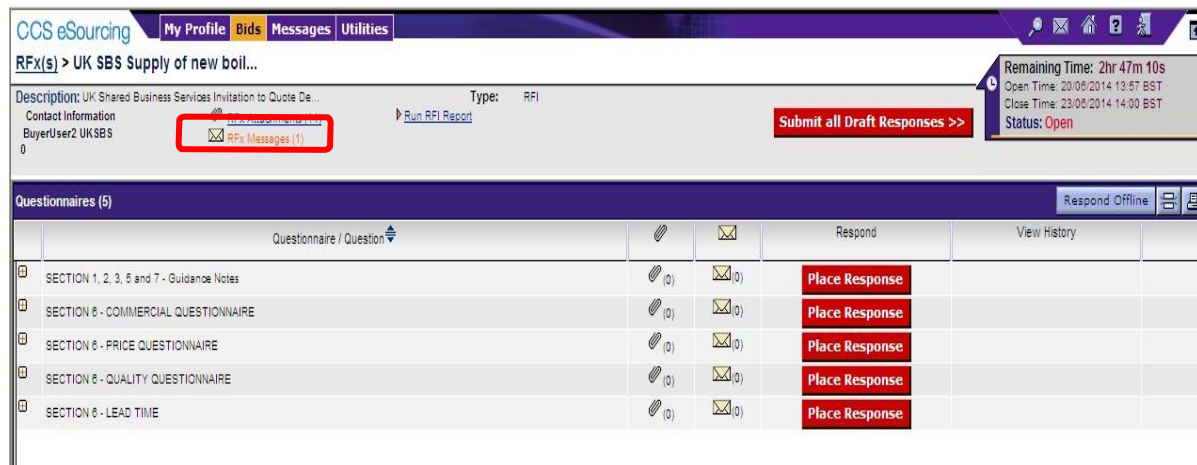 CCS eSourcing My Profile Bids Messages Utilities
RFx(s) > UK SBS Supply of new boil...
Remaining Time: 2hr 47m 10s
Open Time: 20/06/2014 13:57 BST
Close Time: 23/06/2014 14:00 BST
Status: Open
Description: UK Shared Business Services Invitation to Quote De...
Type: RFI
Contact Information
Run RFI Report
BuyerUser2 UKSBS
RFx Messages (1)
0
Submit all Draft Responses >>
Questionnaires (5)
Respond Offline
Questionnaire / Question Respond View History
SECTION 1, 2, 3, 5 and 7 - Guidance Notes (0) (0) Place Response
SECTION 6 - COMMERCIAL QUESTIONNAIRE (0) (0) Place Response
SECTION 6 - PRICE QUESTIONNAIRE (0) (0) Place Response
SECTION 6 - QUALITY QUESTIONNAIRE (0) (0) Place Response
SECTION 6 - LEAD TIME (0) (0) Place Response